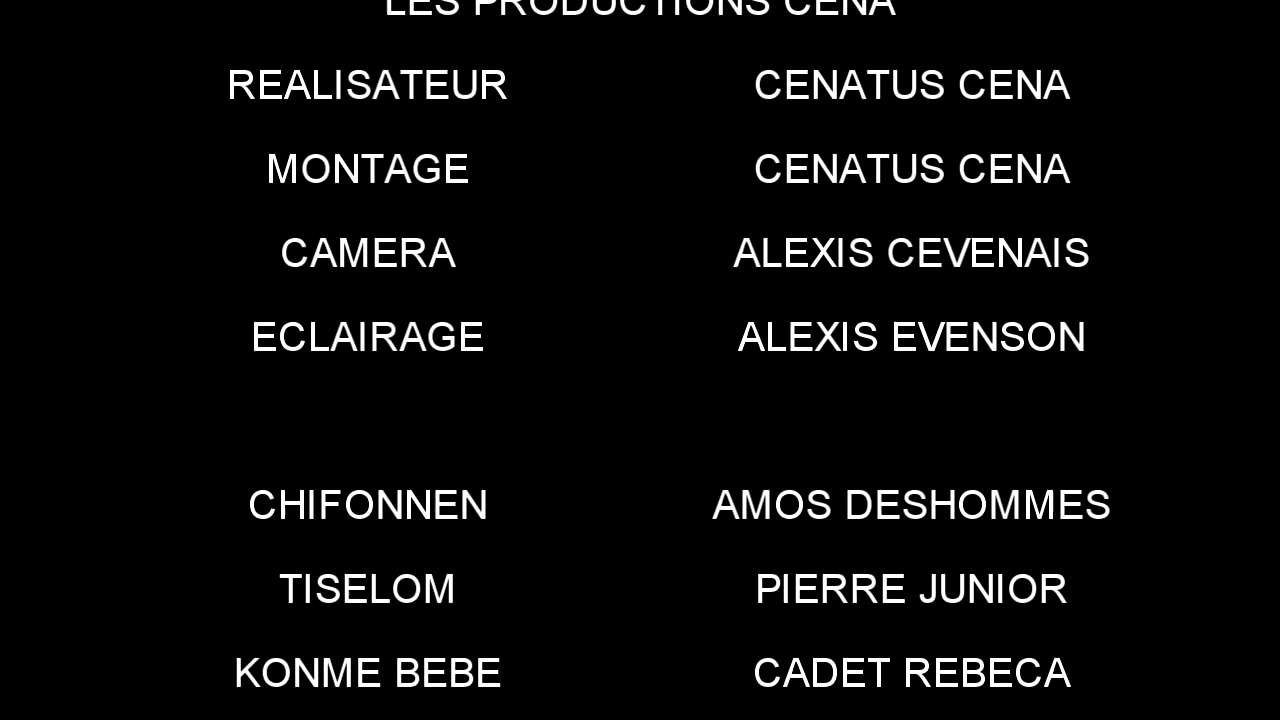 LES PRODUCTIONS CENA
REALISATEUR CENATUS CENA
MONTAGE CENATUS CENA
CAMERA ALEXIS CEVENAIS
ECLAIRAGE ALEXIS EVENSON
CHIFONNEN AMOS DESHOMMES
TISELOM PIERRE JUNIOR
KONME BEBE CADET REBECA